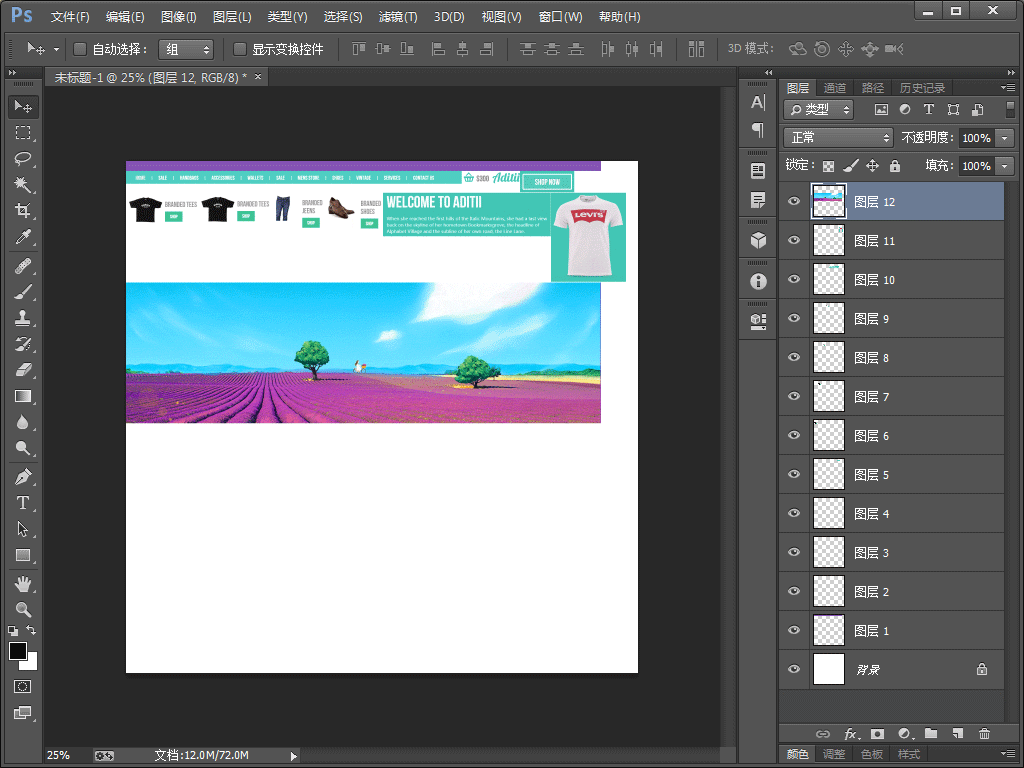 Ps 文件(F) 编辑(E) 图像(I) 图层(L) 类型(Y) 选择(S) 滤镜(T) 3D(D) 视图(V) 窗口(W) 帮助(H)
自动选择： 组 显示变换控件 3D 模式：
未标题-1 @ 25% (图层 12, RGB/8) * ×
HOME SALE HANDBAGS ACCESSORIES WALLETS SALE MENS STORE SHOES VINTAGE SERVICES CONTACT US
$300 Aditii SHOP NOW
BRANDED TEES
SHOP
BRANDED TEES
SHOP
BRANDED
JEANS
SHOP
BRANDED
SHOES
SHOP
WELCOME TO ADITII
When she reached the first hills of the Italic Mountains, she had a last view
back on the skyline of her hometown Bookmarksgrove, the headline of
Alphabet Village and the subline of her own road, the Line Lane.
LEVI'S
图层 通道 路径 历史记录
类型
正常 不透明度： 100%
锁定： 填充： 100%
图层 12
图层 11
图层 10
图层 9
图层 8
图层 7
图层 6
图层 5
图层 4
图层 3
图层 2
图层 1
背景
fx
颜色 调整 色板 样式
25% 文档:12.0M/72.0M